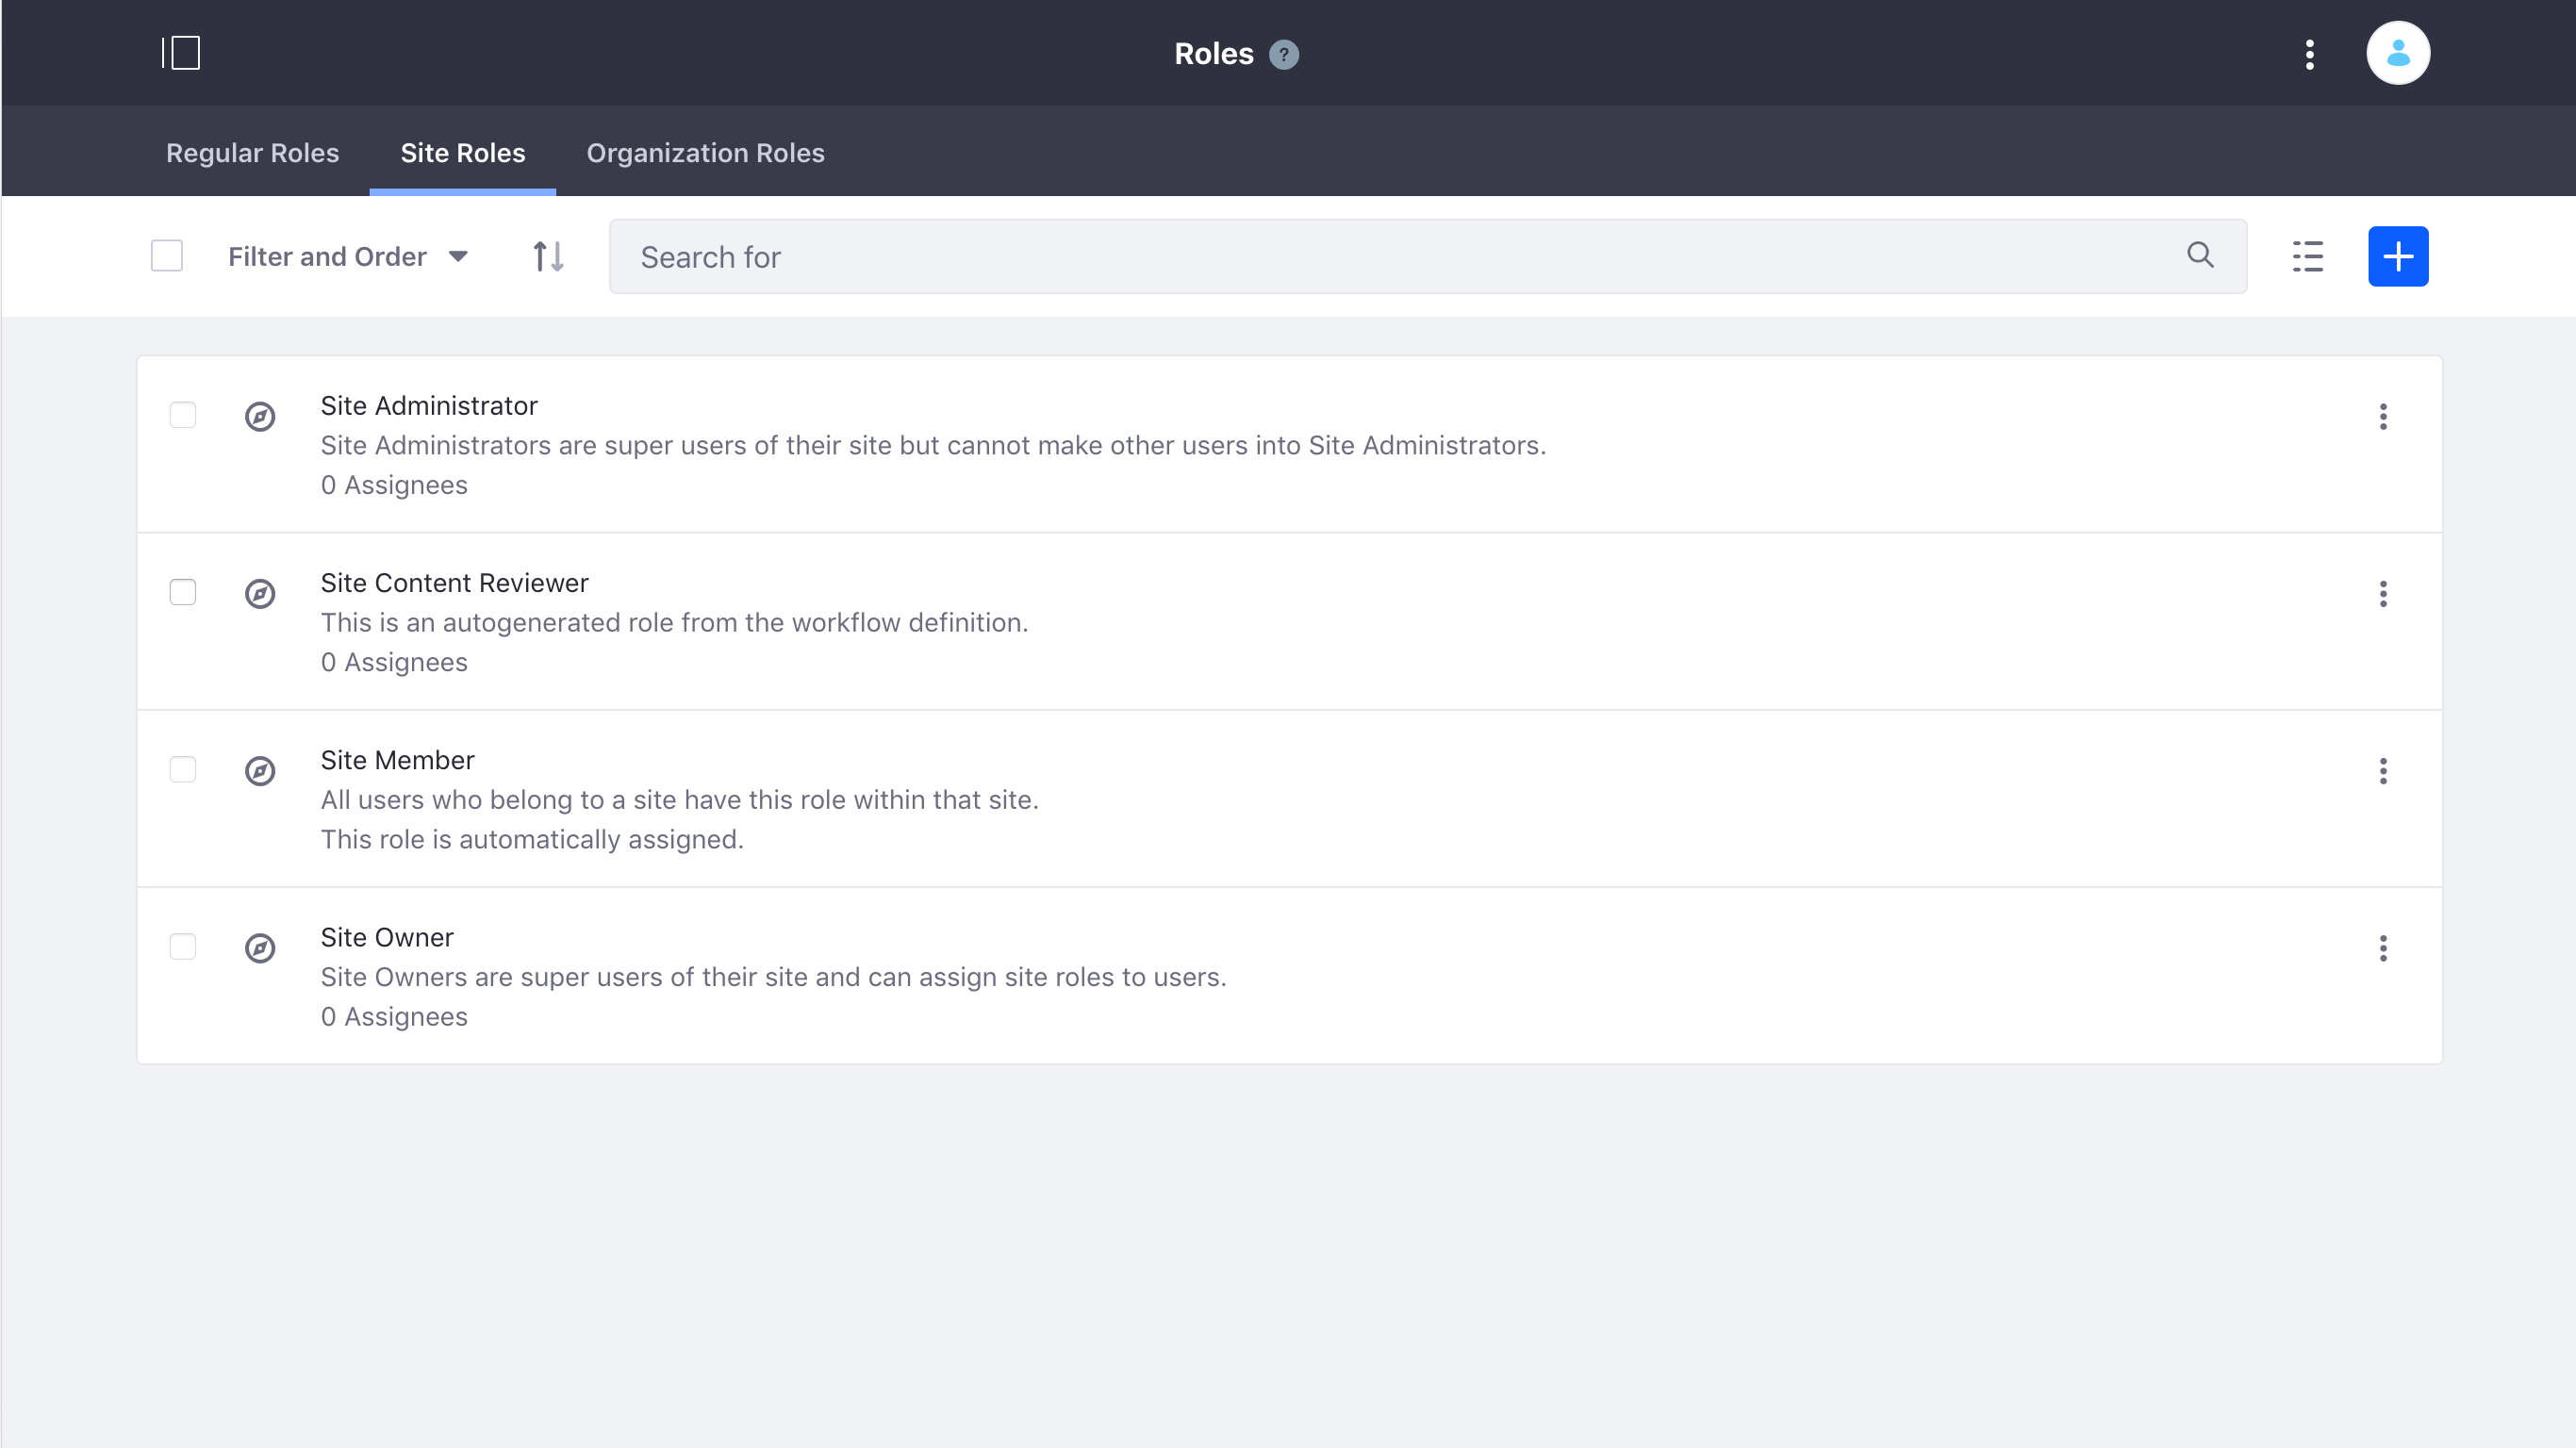 Roles ?
Regular Roles Site Roles Organization Roles
Filter and Order Search for
Site Administrator
Site Administrators are super users of their site but cannot make other users into Site Administrators.
0 Assignees
Site Content Reviewer
This is an autogenerated role from the workflow definition.
0 Assignees
Site Member
All users who belong to a site have this role within that site.
This role is automatically assigned.
Site Owner
Site Owners are super users of their site and can assign site roles to users.
0 Assignees